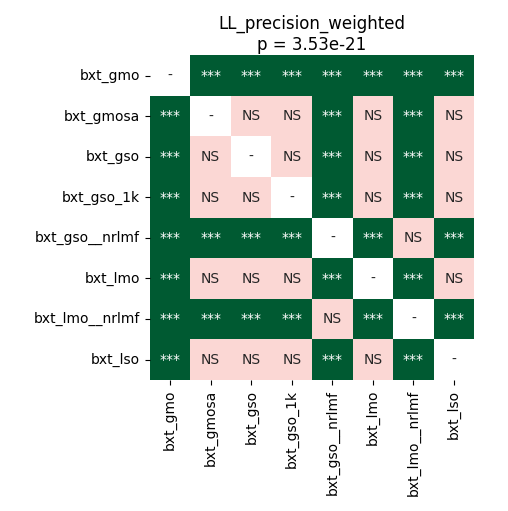 LL_precision_weighted
p = 3.53e-21
bxt_gmo - *** *** *** *** *** *** ***
bxt_gmosa *** - NS NS *** NS *** NS
bxt_gso *** NS - NS *** NS *** NS
bxt_gso_1k *** NS NS - *** NS *** NS
bxt_gso__nrlmf *** *** *** *** - *** NS ***
bxt_lmo *** NS NS NS *** - *** NS
bxt_lmo__nrlmf *** *** *** *** NS *** - ***
bxt_lso *** NS NS NS *** NS *** -
bxt_gmo
bxt_gmosa
bxt_gso
bxt_gso_1k
bxt_gso__nrlmf
bxt_lmo
bxt_lmo__nrlmf
bxt_lso